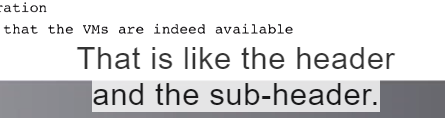 ration
that the VMs are indeed available
That is like the header
and the sub-header.